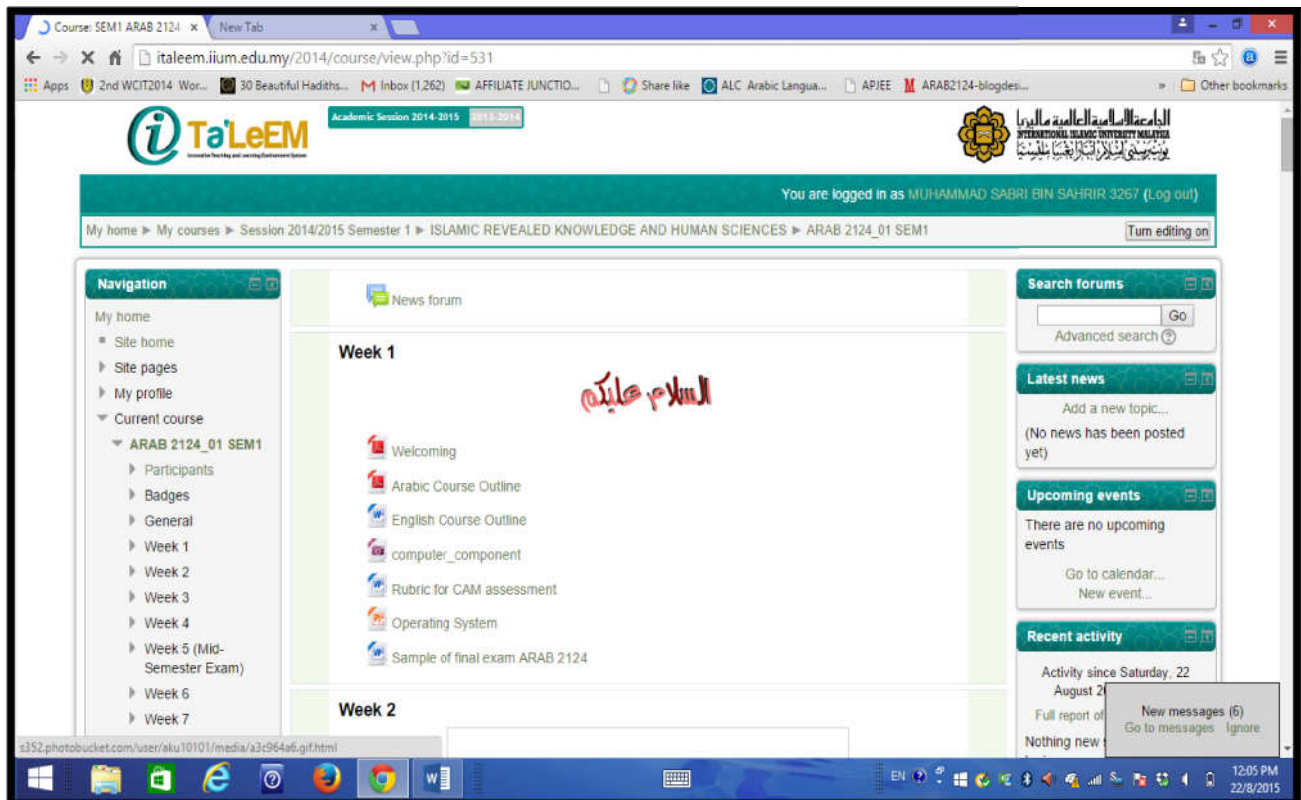 Course: SEM1 ARAB 2124
New Tab
italeem.iium.edu.my/2014/course/view.php?id=531
Apps
2nd WCIT2014 Wor...
30 Beautiful Hadiths...
Inbox (1,262)
AFFILIATE JUNCTIO...
Share like
ALC Arabic Langua...
APJEE
ARAB2124-blogdesi...
»
Other bookmarks
Ta'LeEM
Academic Session 2014-2015
2013-2014
الجامعة الإسلامية العالمية ماليزيا
INTERNATIONAL ISLAMIC UNIVERSITY MALAYSIA
You are logged in as MUHAMMAD SABRI BIN SAHRIR 3267 (Log out)
My home ► My courses ► Session 2014/2015 Semester 1 ► ISLAMIC REVEALED KNOWLEDGE AND HUMAN SCIENCES ► ARAB 2124_01 SEM1
Turn editing on
Navigation
My home
Site home
Site pages
My profile
Current course
ARAB 2124_01 SEM1
Participants
Badges
General
Week 1
Week 2
Week 3
Week 4
Week 5 (Mid-
Semester Exam)
Week 6
Week 7
News forum
Week 1
السلام عليكم
Welcoming
Arabic Course Outline
English Course Outline
computer_component
Rubric for CAM assessment
Operating System
Sample of final exam ARAB 2124
Week 2
Search forums
Go
Advanced search
Latest news
Add a new topic...
(No news has been posted
yet)
Upcoming events
There are no upcoming
events
Go to calendar...
New event...
Recent activity
Activity since Saturday, 22
August 2
Full report of
Nothing new
New messages (6)
Go to messages Ignore
s352.photobucket.com/user/aku10101/media/a3c964a6.gif.html
EN
12:05 PM
22/8/2015